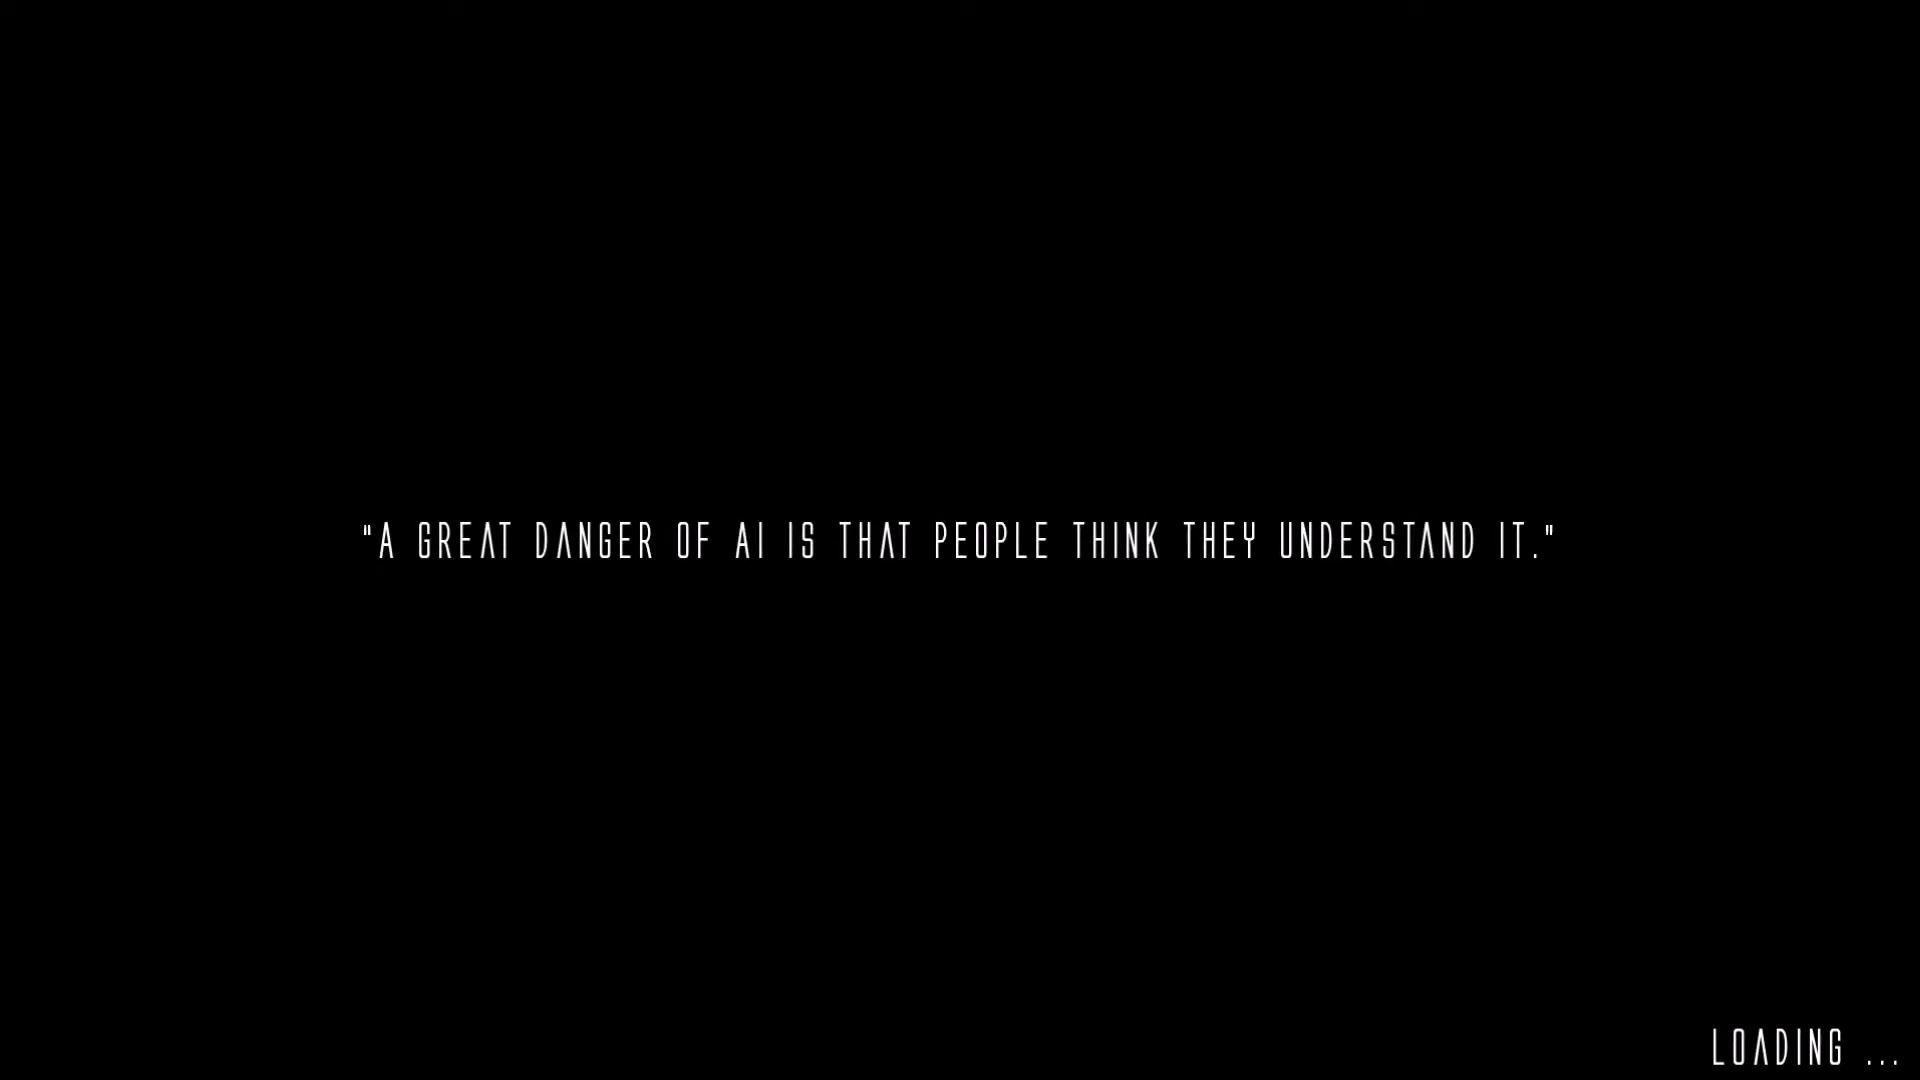 "A GREAT DANGER OF AI IS THAT PEOPLE THINK THEY UNDERSTAND IT."
LOADING ...